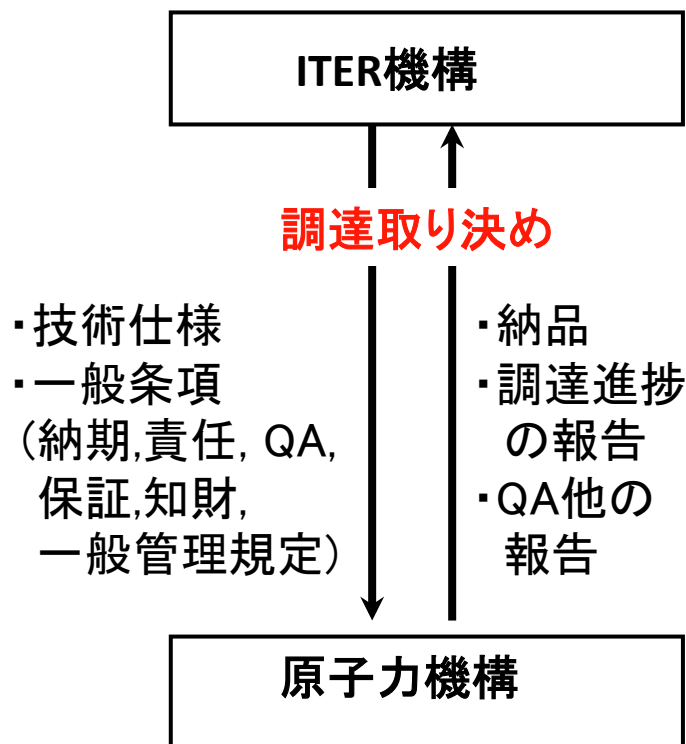 ITER機構
調達取り決め
・技術仕様
・一般条項
(納期,責任, QA,
保証,知財,
一般管理規定)
・納品
・調達進捗
の報告
・QA他の
報告
原子力機構